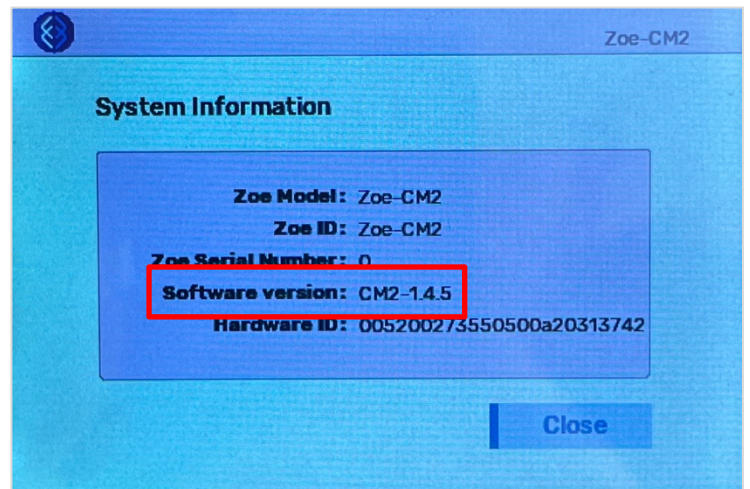 Zoe-CM2
System Information
Zoe Model: Zoe-CM2
Zoe ID: Zoe-CM2
Zoe Serial Number: 0
Software version: CM2-1.4.5
Hardware ID: 005200273550500a20313742
Close